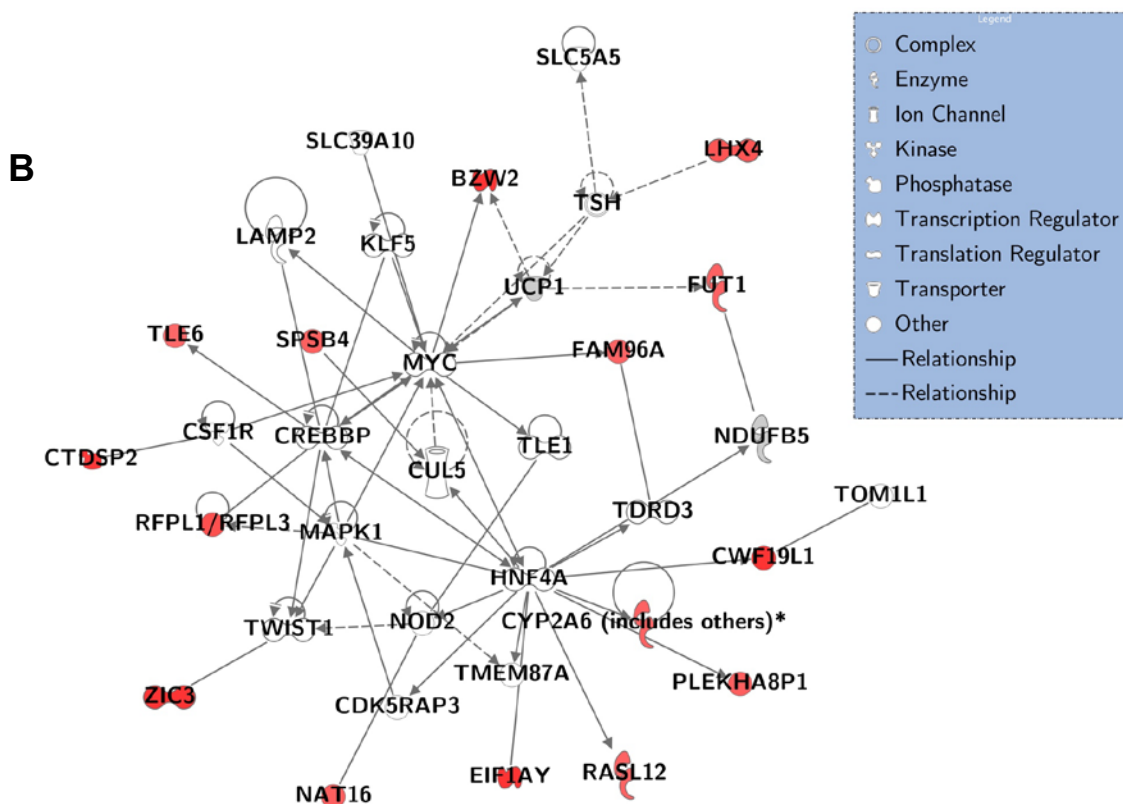 B
SLC5A5
SLC39A10
BZW2
LHX4
TSH
LAMP2
KLF5
UCP1
FUT1
TLE6
SPSB4
MYC
FAM96A
CSF1R
CREBBP
TLE1
NDUFB5
CTDSP2
CUL5
TOM1L1
RFPL1/RFPL3
MAPK1
TDRD3
CWF19L1
HNF4A
TWIST1
NOD2
CYP2A6 (includes others)*
TMEM87A
PLEKHA8P1
ZIC3
CDK5RAP3
EIF1AY
RASL12
NAT16
Legend
Complex
Enzyme
Ion Channel
Kinase
Phosphatase
Transcription Regulator
Translation Regulator
Transporter
Other
Relationship
Relationship